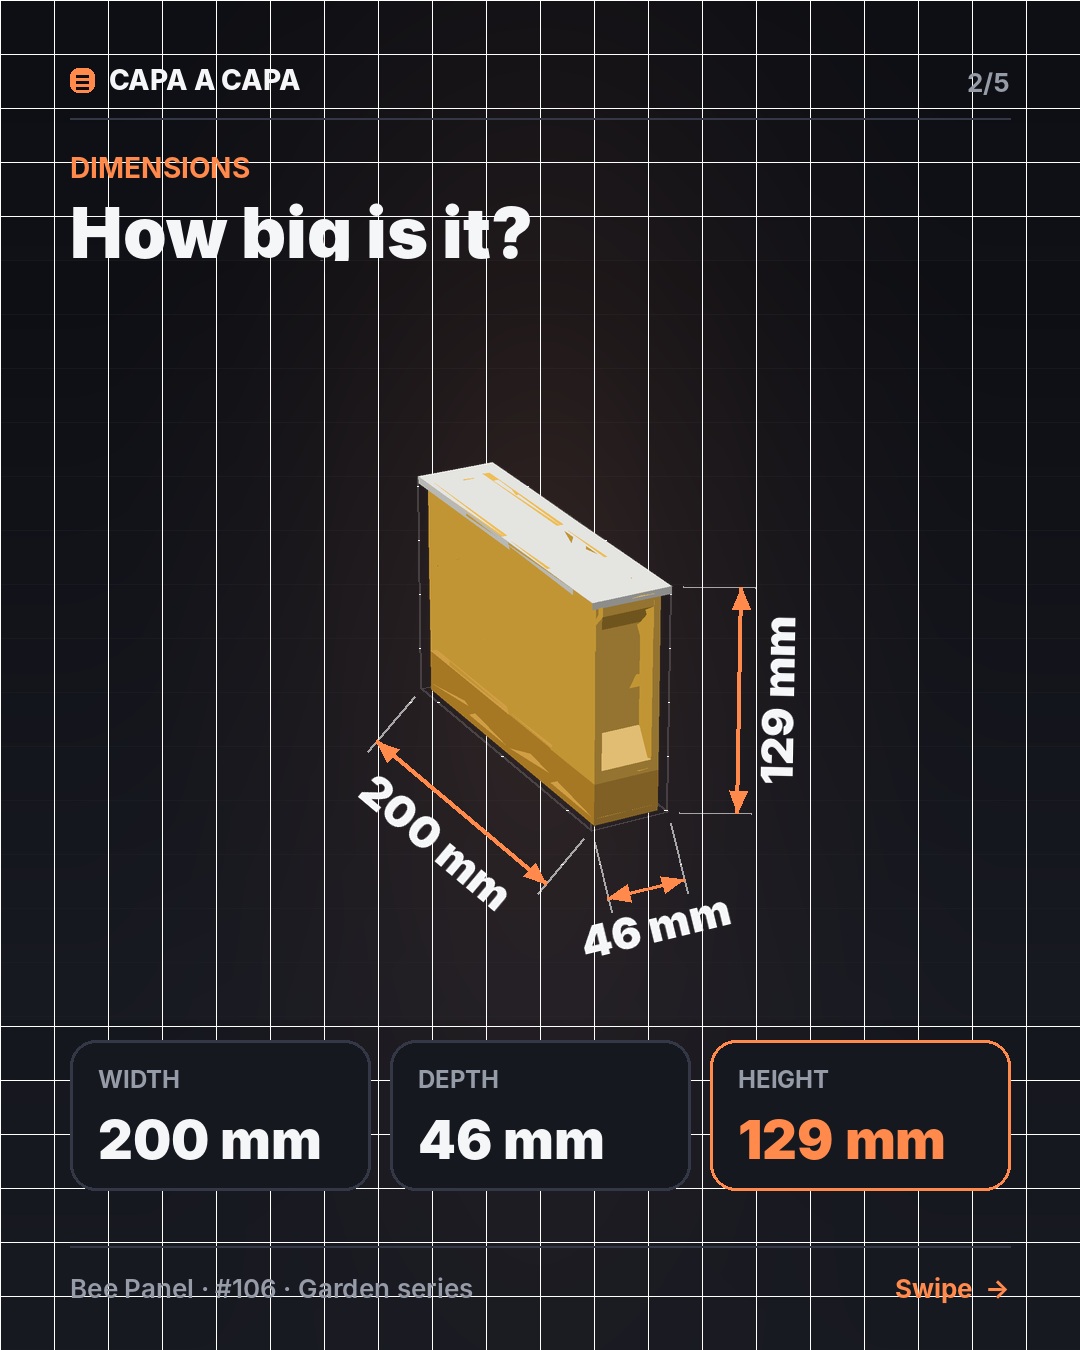 CAPA A CAPA
2/5
DIMENSIONS
How big is it?
129 mm
200 mm
46 mm
WIDTH
200 mm
DEPTH
46 mm
HEIGHT
129 mm
Bee Panel · #106 · Garden series
Swipe →